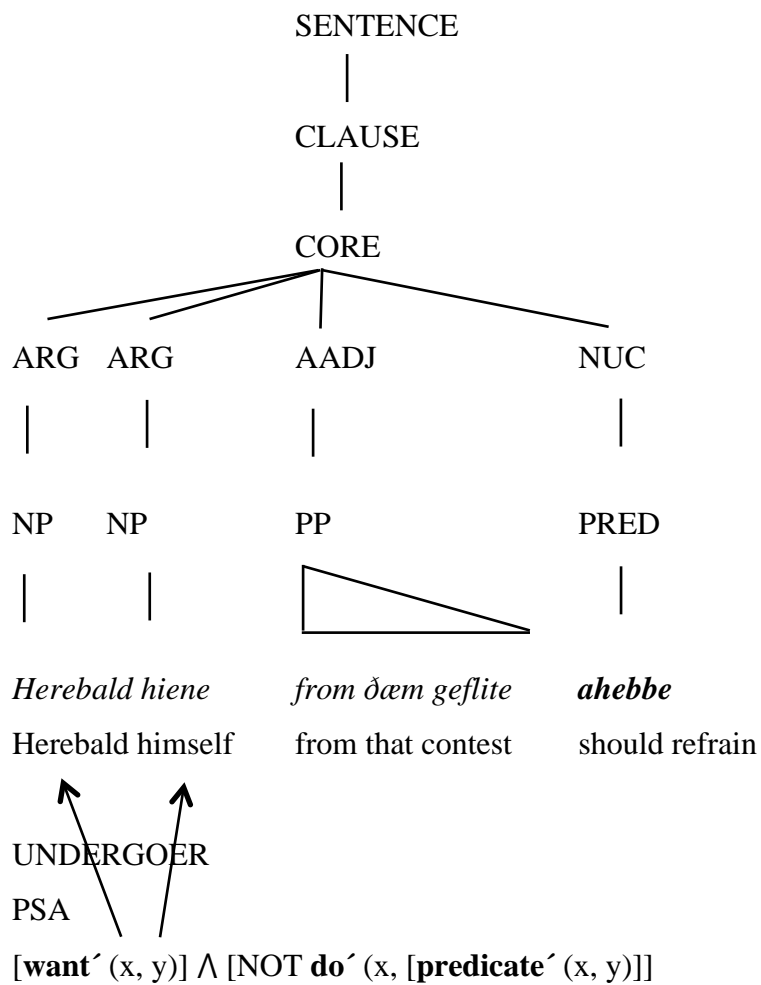 SENTENCE
CLAUSE
CORE
ARG ARG AADJ NUC
NP NP PP PRED
Herebald hiene from ðæm geflite ahebbe
Herebald himself from that contest should refrain
UNDERGOER
PSA
[want´ (x, y)] Λ [NOT do´ (x, [predicate´ (x, y)]]